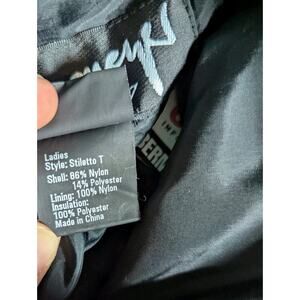 Ladies
Style: Stiletto T
Shell: 86% Nylon
14% Polyester
Lining: 100% Nylon
Insulation:
100% Polyester
Made in China